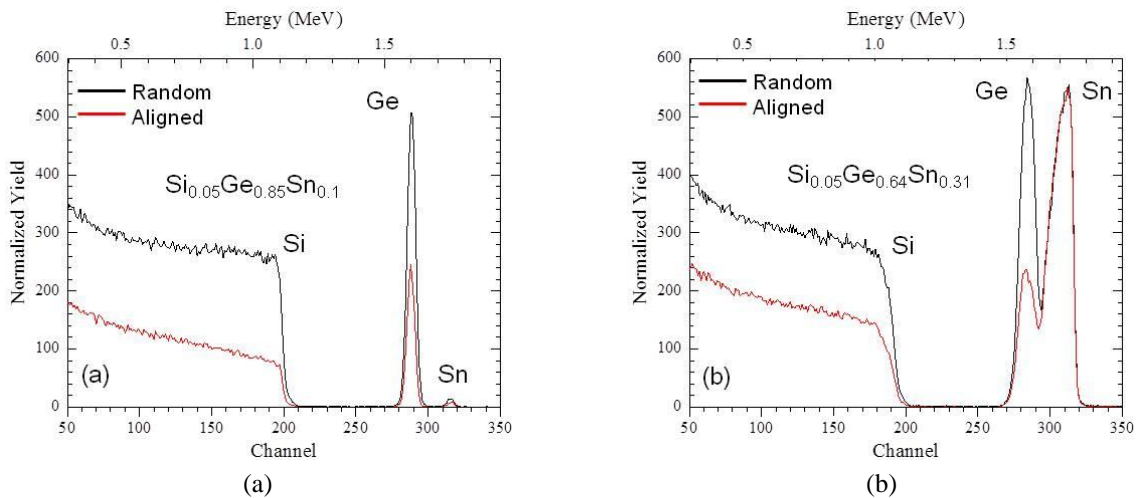 Energy (MeV)
0.5 1.0 1.5
600
500
400
300
200
100
0
Normalized Yield
Random
Aligned
Ge
Si0.05Ge0.85Sn0.1
Si
Sn
(a)
50 100 150 200 250 300 350
Channel
(a)
Energy (MeV)
0.5 1.0 1.5
600
500
400
300
200
100
0
Normalized Yield
Random
Aligned
Ge Sn
Si0.05Ge0.64Sn0.31
Si
(b)
50 100 150 200 250 300 350
Channel
(b)